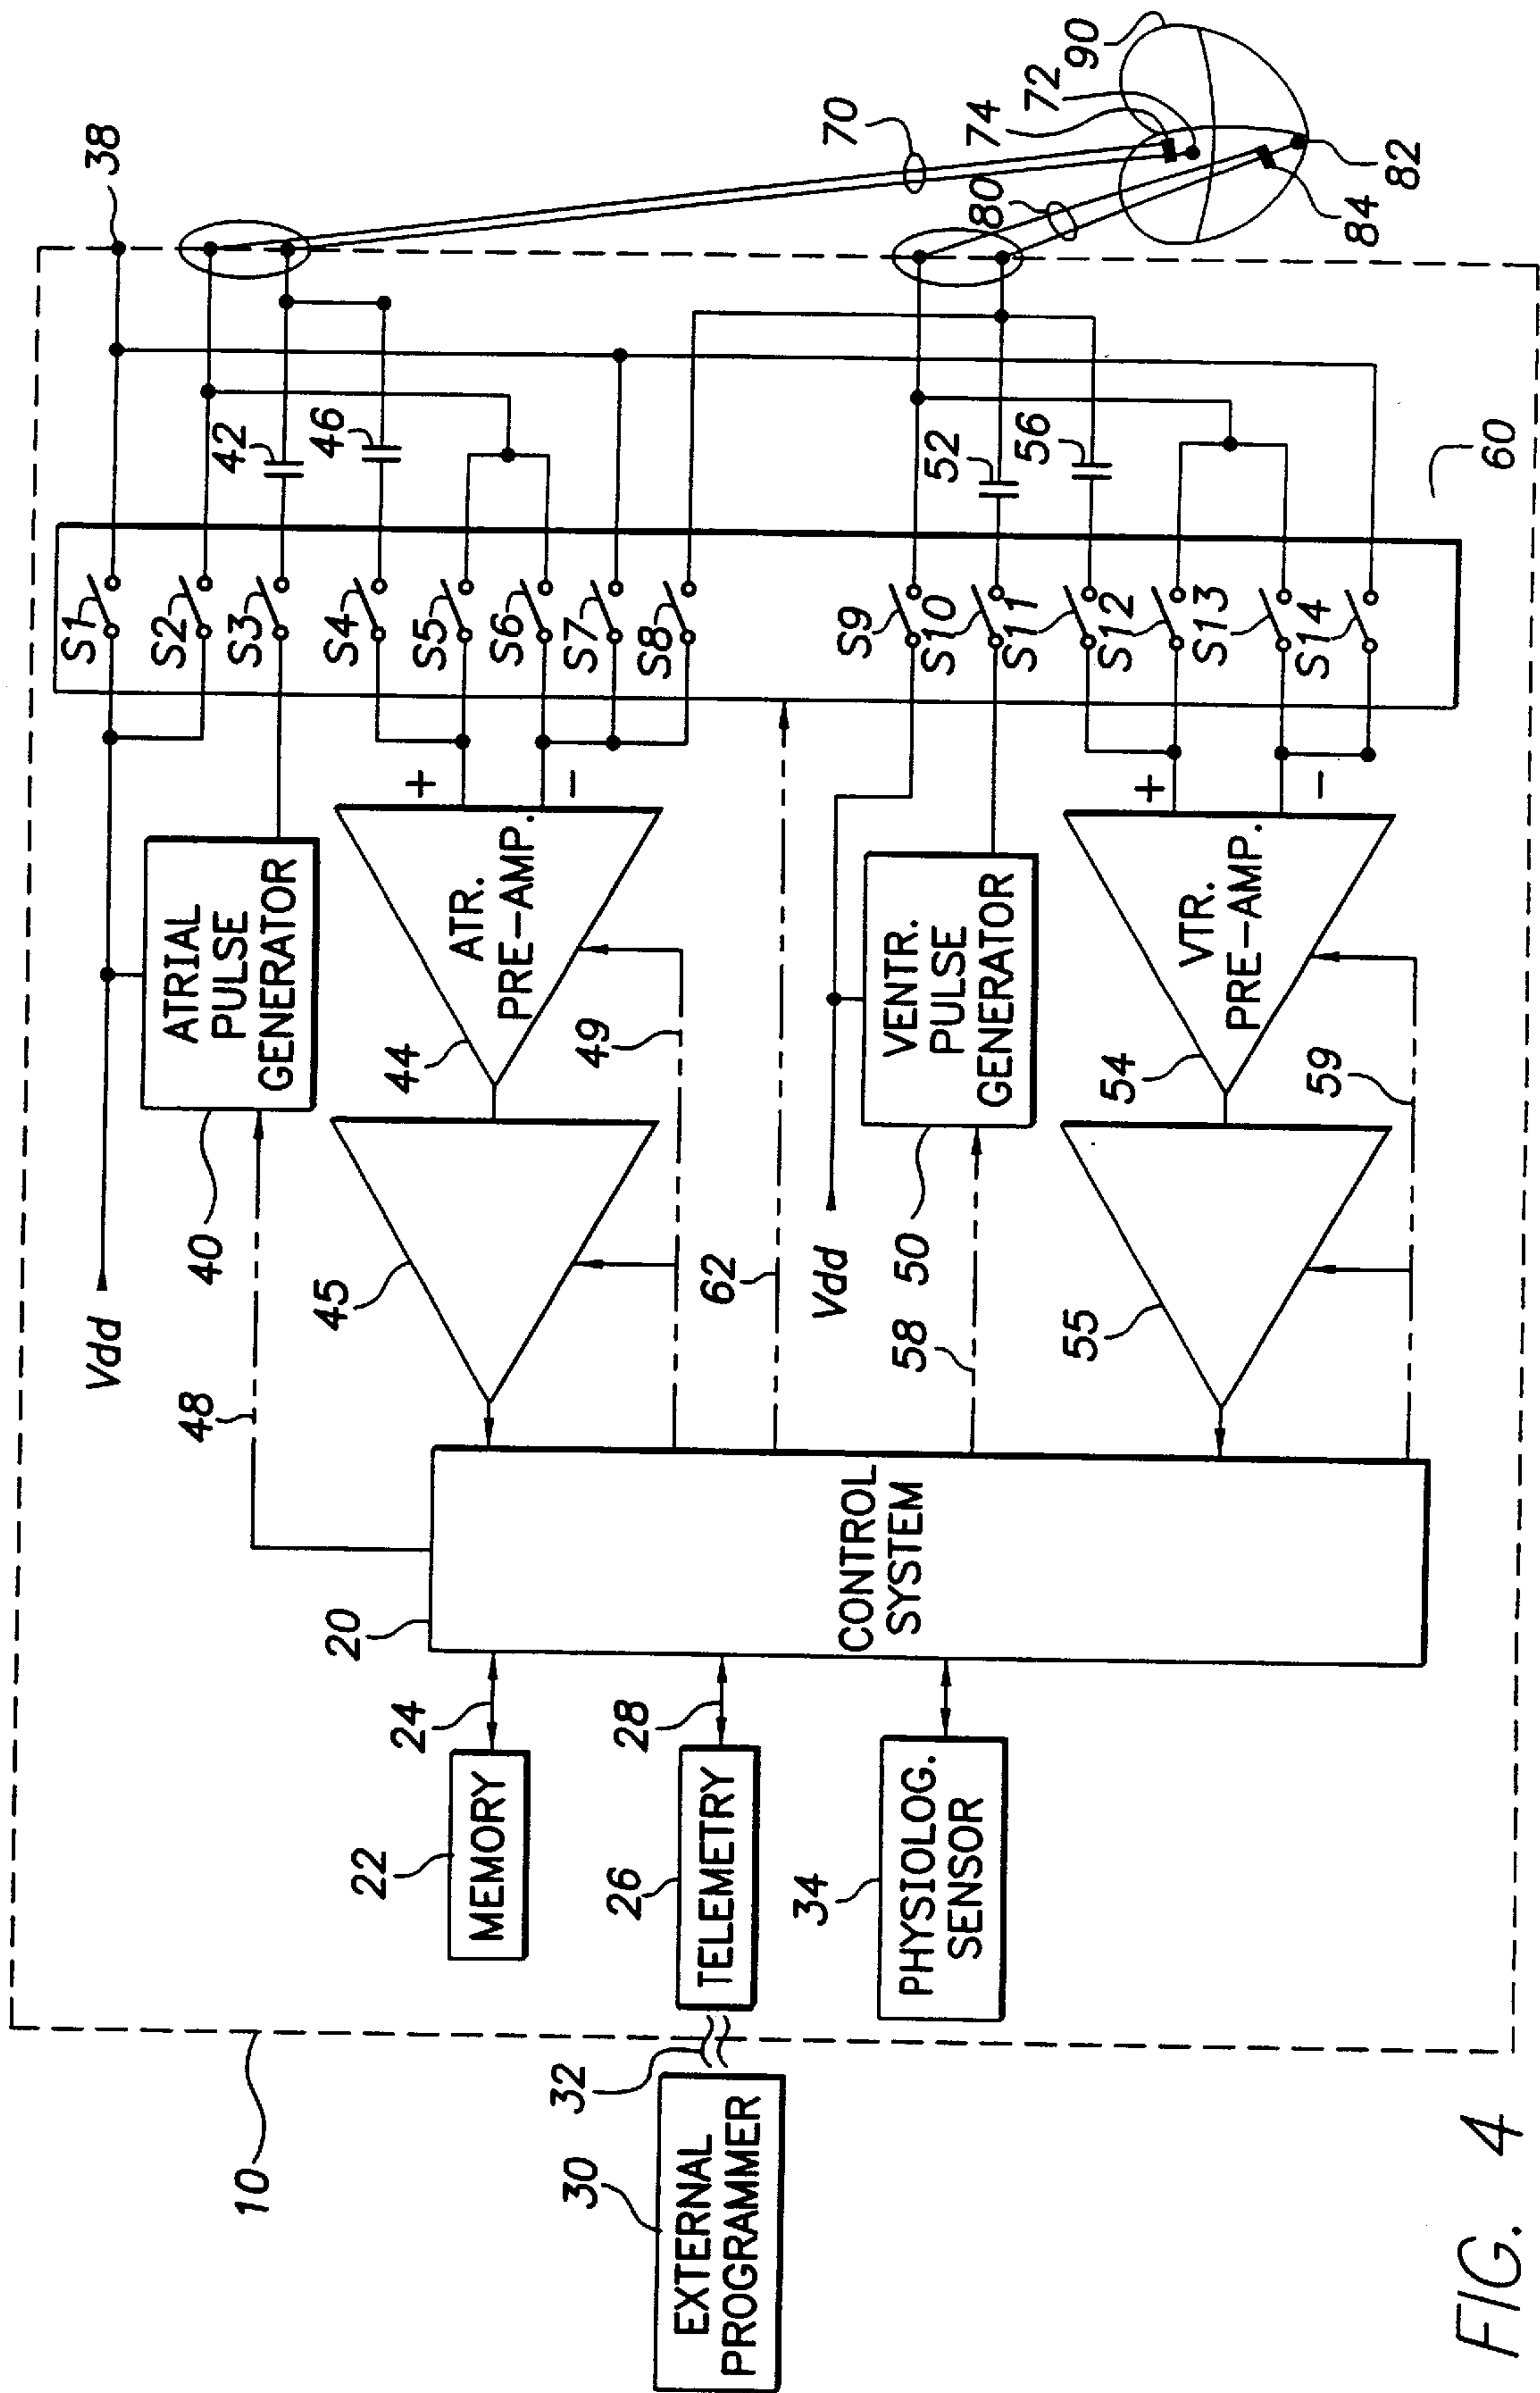 38
S1
S2
S3
S4
S5
S6
S7
S8
S9
S10
S11
S12
S13
S14
42
46
52
56
60
70
80
74
72
90
84
82
Vdd
ATRIAL
PULSE
GENERATOR
40
48
+
-
ATR.
PRE-AMP.
44
45
49
62
Vdd
VENTR.
PULSE
GENERATOR
50
58
+
-
VTR.
PRE-AMP.
54
55
59
20
CONTROL
SYSTEM
24
22
MEMORY
28
26
TELEMETRY
34
PHYSIOLOG.
SENSOR
32
30
EXTERNAL
PROGRAMMER
10
FIG. 4